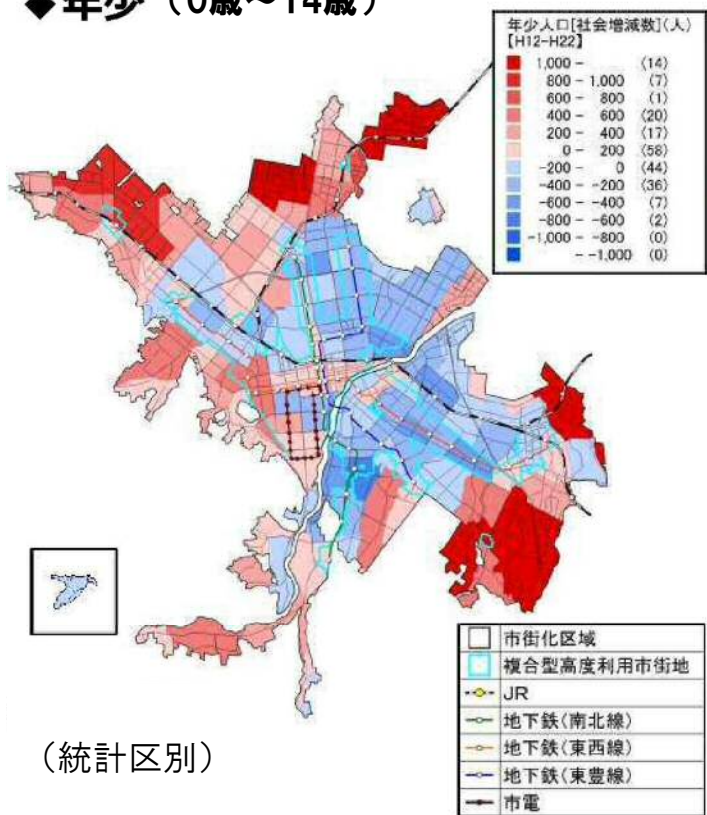 ◆年少（0歳～14歳）
年少人口[社会増減数](人)
【H12-H22】
1,000 - (14)
800 - 1,000 (7)
600 - 800 (1)
400 - 600 (20)
200 - 400 (17)
0 - 200 (58)
-200 - 0 (44)
-400 - -200 (36)
-600 - -400 (7)
-800 - -600 (2)
-1,000 - -800 (0)
- -1,000 (0)
市街化区域
複合型高度利用市街地
JR
地下鉄(南北線)
地下鉄(東西線)
地下鉄(東豊線)
市電
（統計区別）